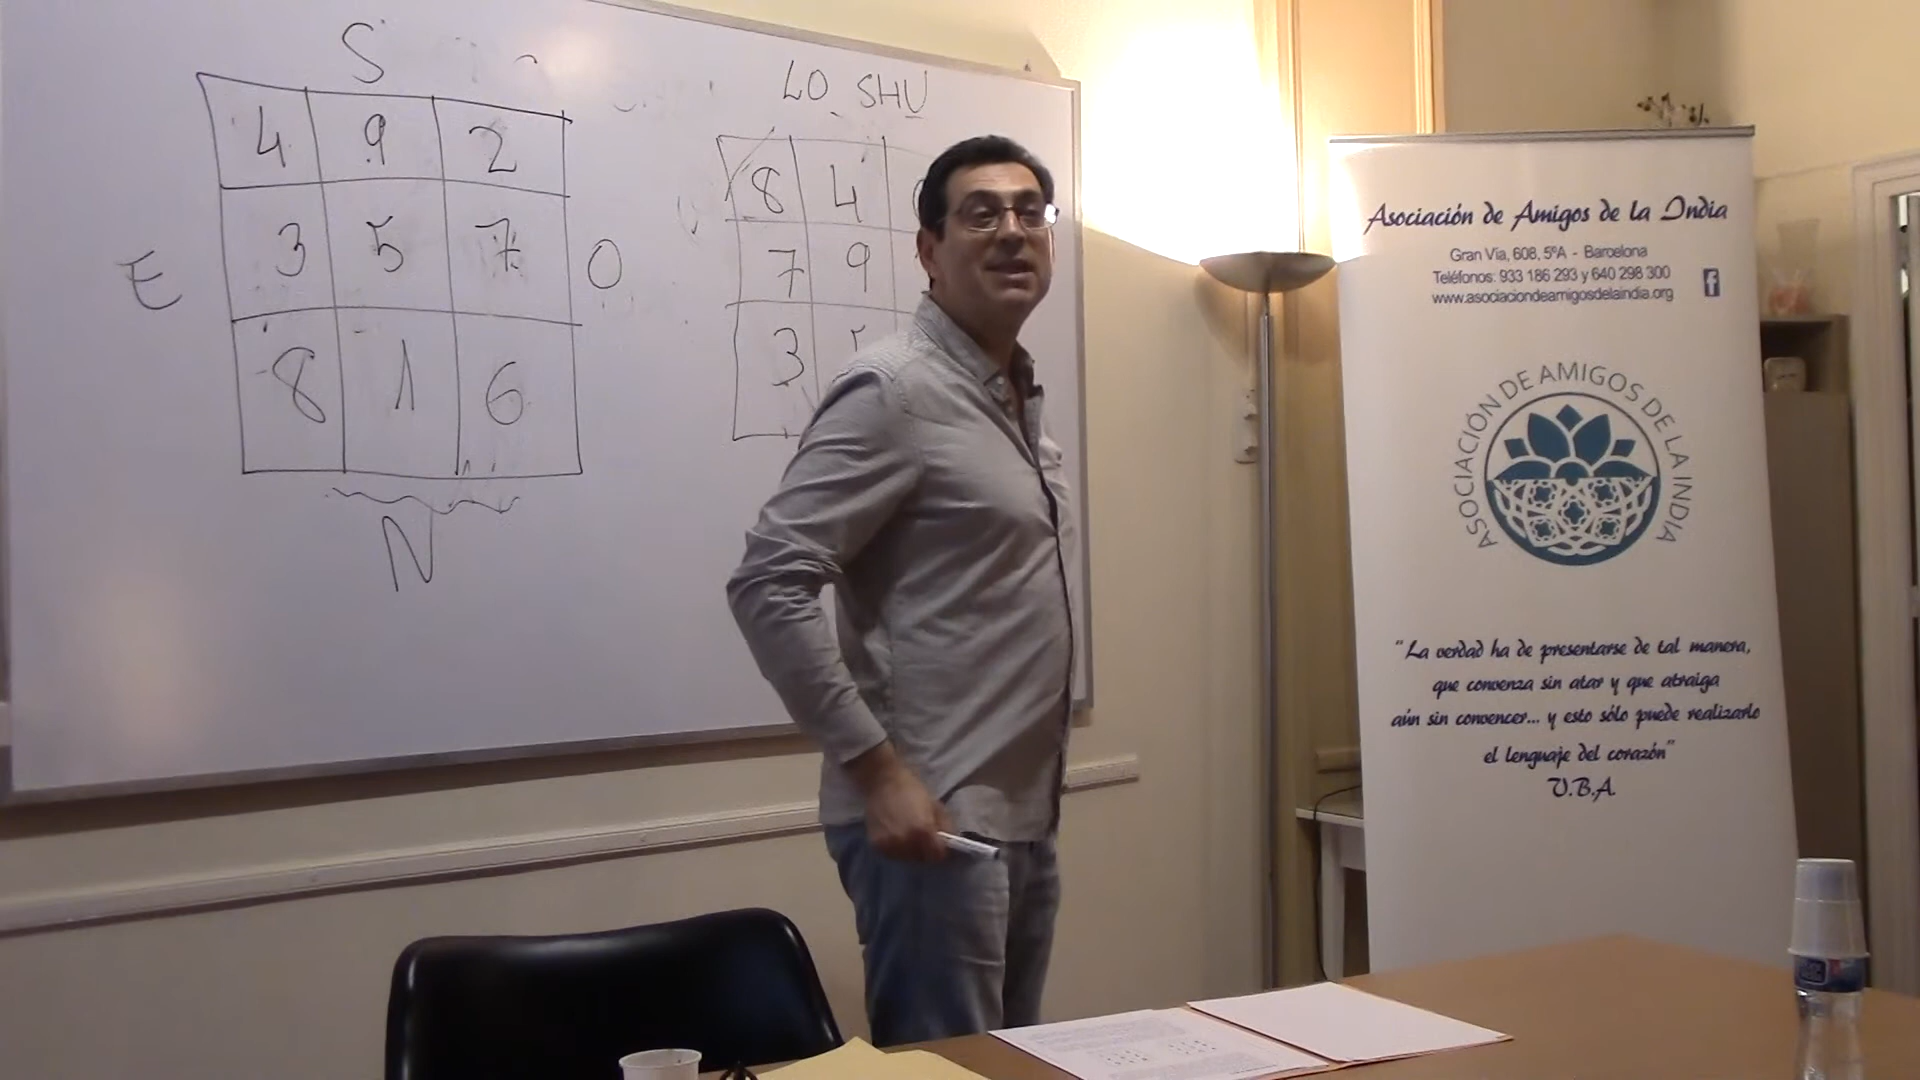 S
4 9 2
E 3 5 7 O
8 1 6
N
LO SHU
8 4
7 9
3 5
Asociación de Amigos de la India
Gran Vía, 608, 5ºA - Barcelona
Teléfonos: 933 186 293 y 640 298 300
www.asociaciondeamigosdelaindia.org
f
ASOCIACIÓN DE AMIGOS DE LA INDIA
"La verdad ha de presentarse de tal manera,
que convenza sin atar y que atraiga
aún sin convencer... y esto sólo puede realizarlo
el lenguaje del corazón"
V.B.A.